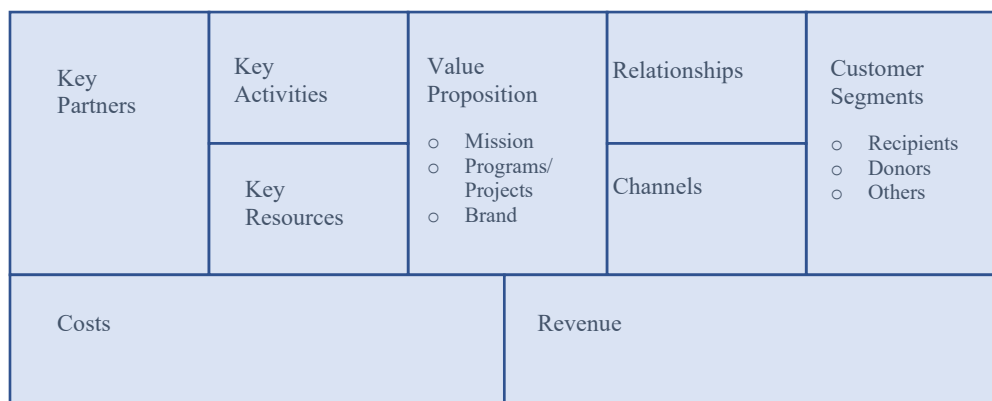 Key
Partners
Key
Activities
Key
Resources
Value
Proposition
o Mission
o Programs/
Projects
o Brand
Relationships
Channels
Customer
Segments
o Recipients
o Donors
o Others
Costs
Revenue